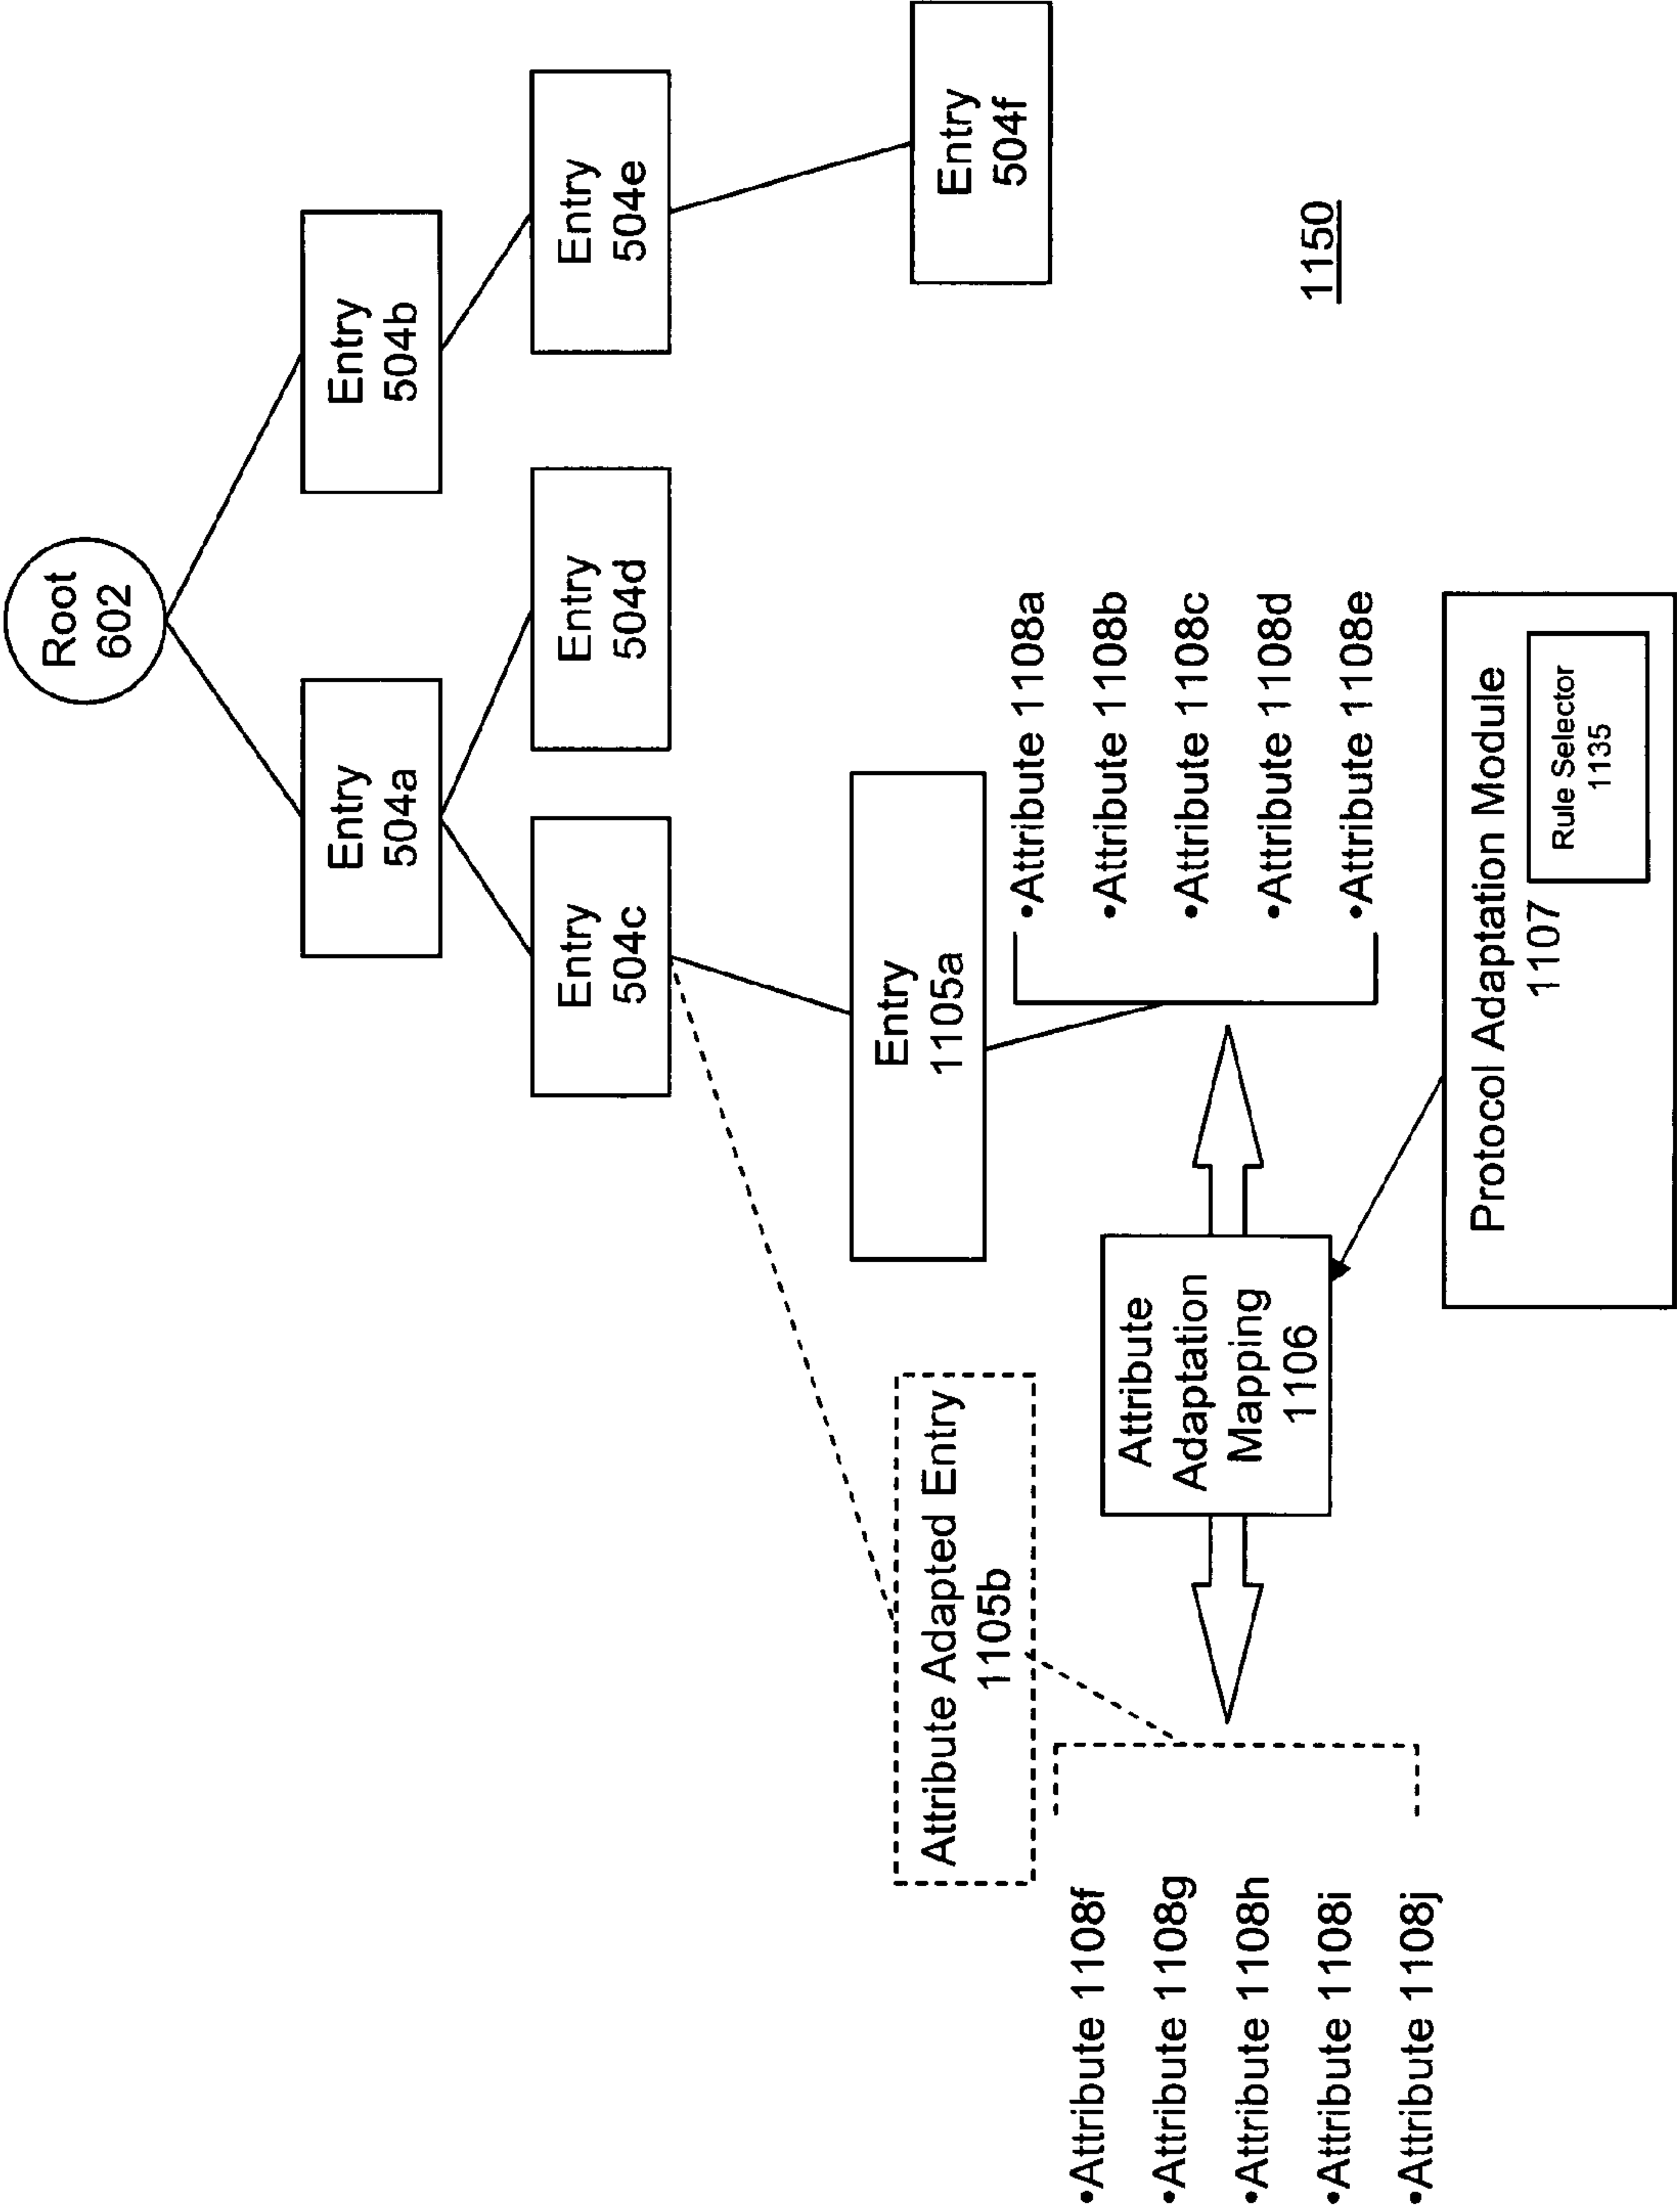 Root
602
Entry
504a
Entry
504b
Entry
504c
Entry
504d
Entry
504e
Entry
1105a
Entry
504f
Attribute Adapted Entry
1105b
•Attribute 1108a
•Attribute 1108b
•Attribute 1108c
•Attribute 1108d
•Attribute 1108e
•Attribute 1108f
•Attribute 1108g
•Attribute 1108h
•Attribute 1108i
•Attribute 1108j
Attribute
Adaptation
Mapping
1106
Protocol Adaptation Module
1107
Rule Selector
1135
1150